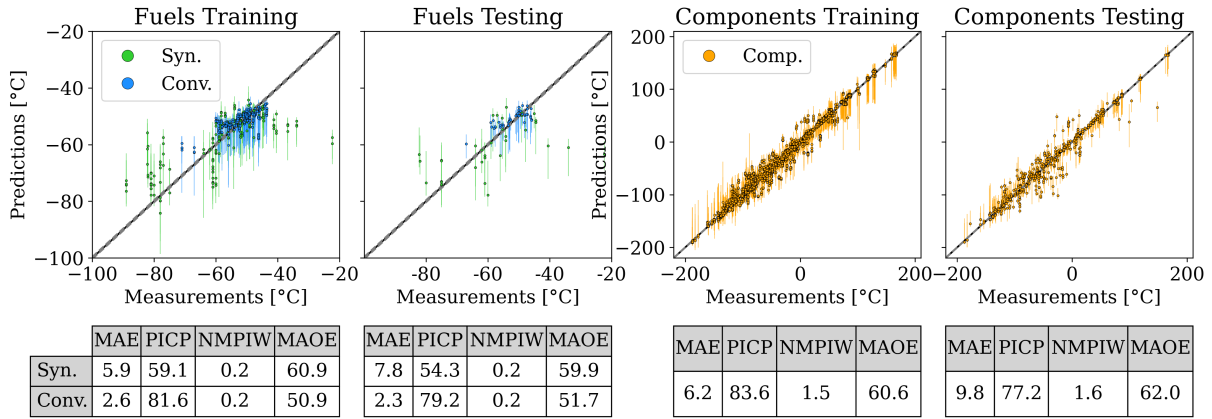 Fuels Training Fuels Testing Components Training Components Testing
Syn.
Conv.
Comp.
Predictions [°C]
−20
−40
−60
−80
−100
−100 −80 −60 −40 −20
Measurements [°C]
−80 −60 −40 −20
Measurements [°C]
Predictions [°C]
200
100
0
−100
−200
−200 0 200
Measurements [°C]
−200 0 200
Measurements [°C]
MAE PICP NMPIW MAOE
Syn. 5.9 59.1 0.2 60.9
Conv. 2.6 81.6 0.2 50.9
MAE PICP NMPIW MAOE
7.8 54.3 0.2 59.9
2.3 79.2 0.2 51.7
MAE PICP NMPIW MAOE
6.2 83.6 1.5 60.6
MAE PICP NMPIW MAOE
9.8 77.2 1.6 62.0